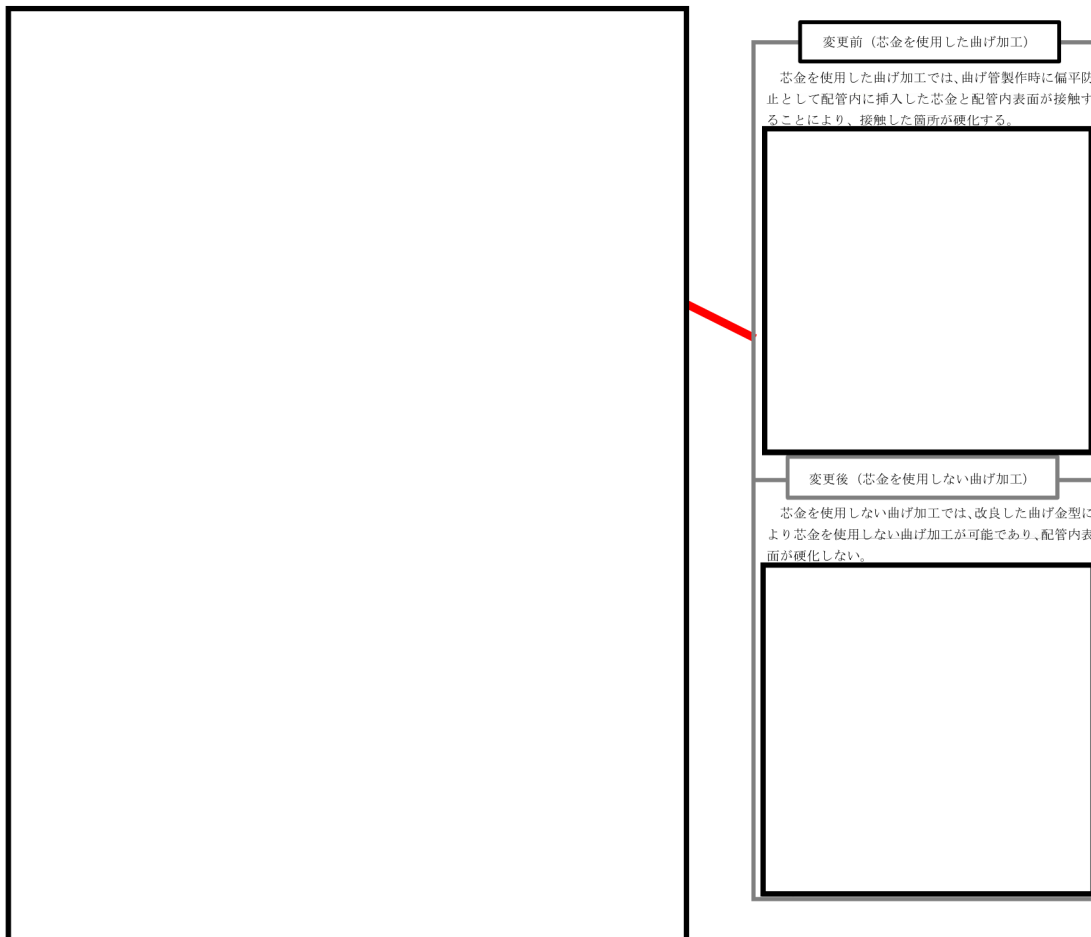 変更前（芯金を使用した曲げ加工）
芯金を使用した曲げ加工では、曲げ管製作時に偏平防
止として配管内に挿入した芯金と配管内表面が接触す
ることにより、接触した箇所が硬化する。
変更後（芯金を使用しない曲げ加工）
芯金を使用しない曲げ加工では、改良した曲げ金型に
より芯金を使用しない曲げ加工が可能であり、配管内表
面が硬化しない。